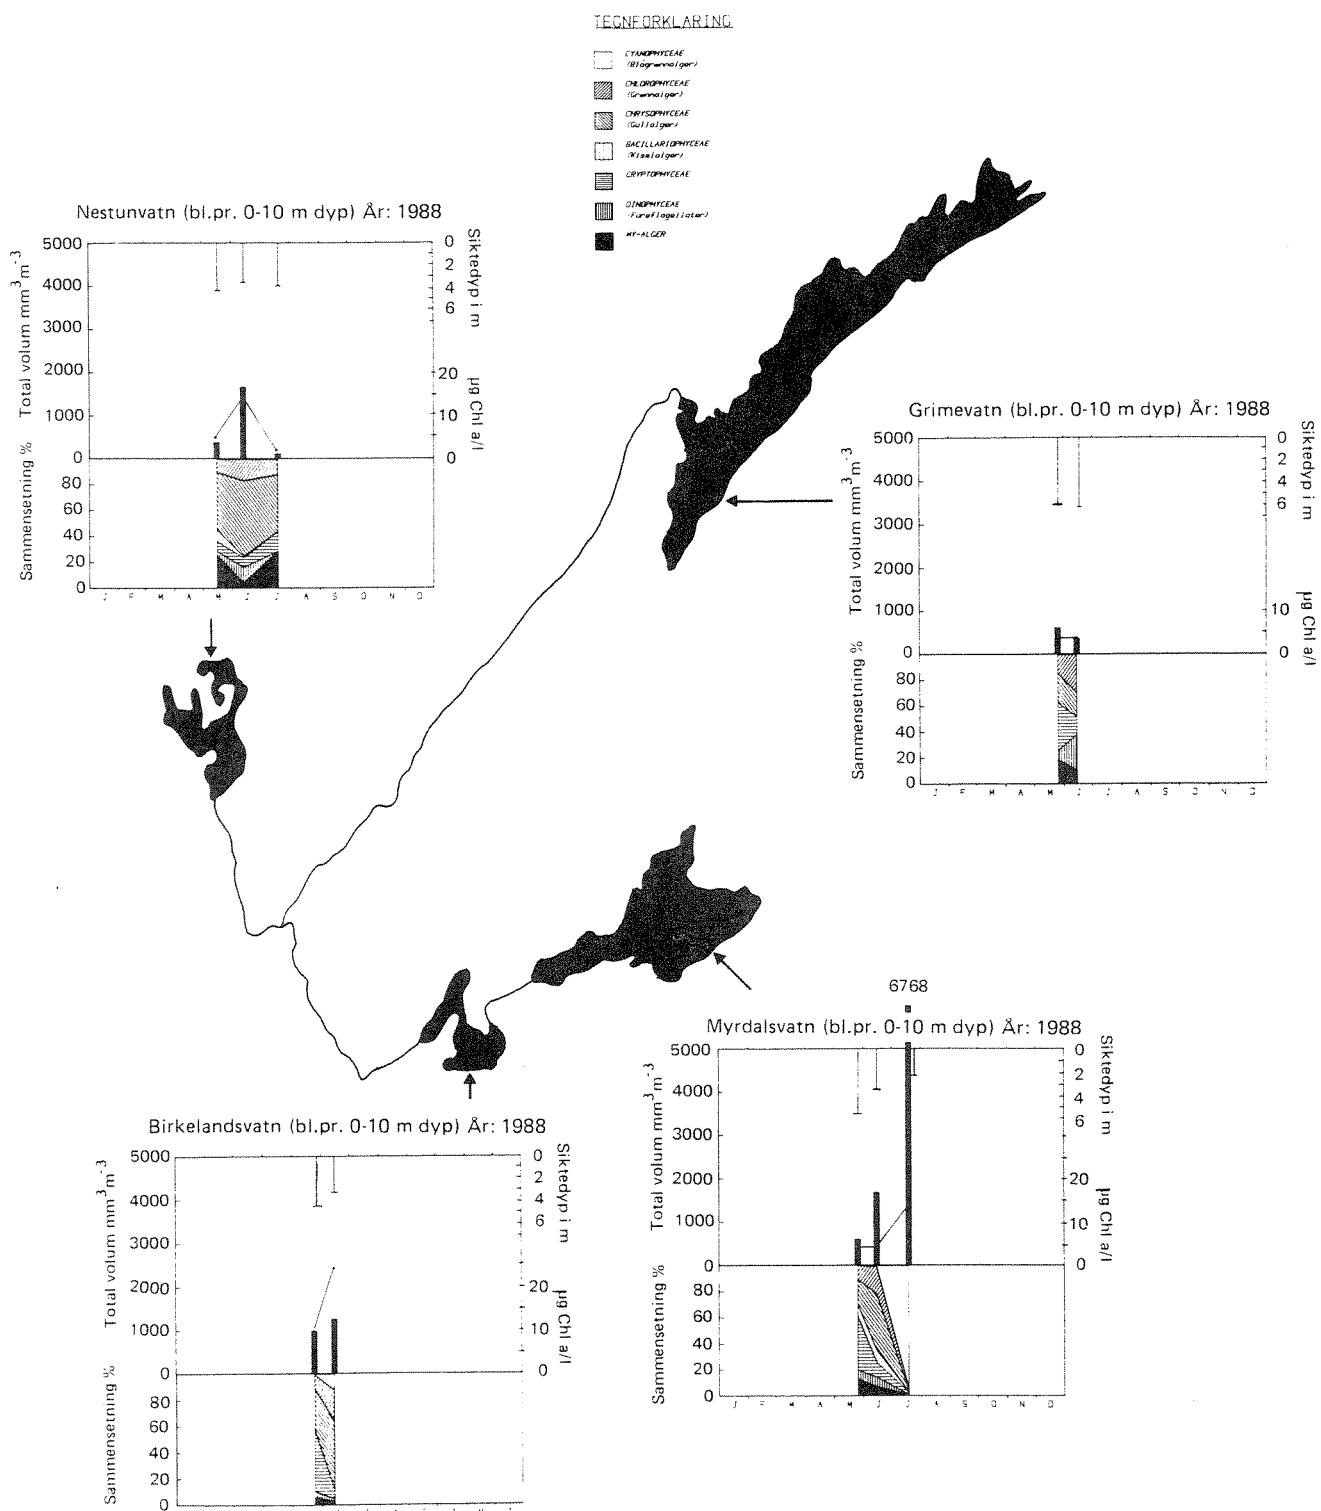 TEGNFORKLARING
CYANOPHYCEAE
(Blågrønnalger)
CHLOROPHYCEAE
(Grønnalger)
CHRYSOPHYCEAE
(Gullalger)
BACILLARIOPHYCEAE
(Kiselalger)
CRYPTOPHYCEAE
DINOPHYCEAE
(Fureflagellater)
MY-ALGER
Nestunvatn (bl.pr. 0-10 m dyp) År: 1988
Total volum mm³m⁻³
5000
4000
3000
2000
1000
0
Siktedyp i m
0
2
4
6
µg Chl a/l
20
10
0
Sammensetning %
80
60
40
20
0
J F M A M J J A S O N D
Grimevatn (bl.pr. 0-10 m dyp) År: 1988
Total volum mm³m⁻³
5000
4000
3000
2000
1000
0
Siktedyp i m
0
2
4
6
µg Chl a/l
10
0
Sammensetning %
80
60
40
20
0
J F M A M J J A S O N D
6768
Myrdalsvatn (bl.pr. 0-10 m dyp) År: 1988
Total volum mm³m⁻³
5000
4000
3000
2000
1000
0
Siktedyp i m
0
2
4
6
µg Chl a/l
20
10
0
Sammensetning %
80
60
40
20
0
J F M A M J J A S O N D
Birkelandsvatn (bl.pr. 0-10 m dyp) År: 1988
Total volum mm³m⁻³
5000
4000
3000
2000
1000
0
Siktedyp i m
0
2
4
6
µg Chl a/l
20
10
0
Sammensetning %
80
60
40
20
0